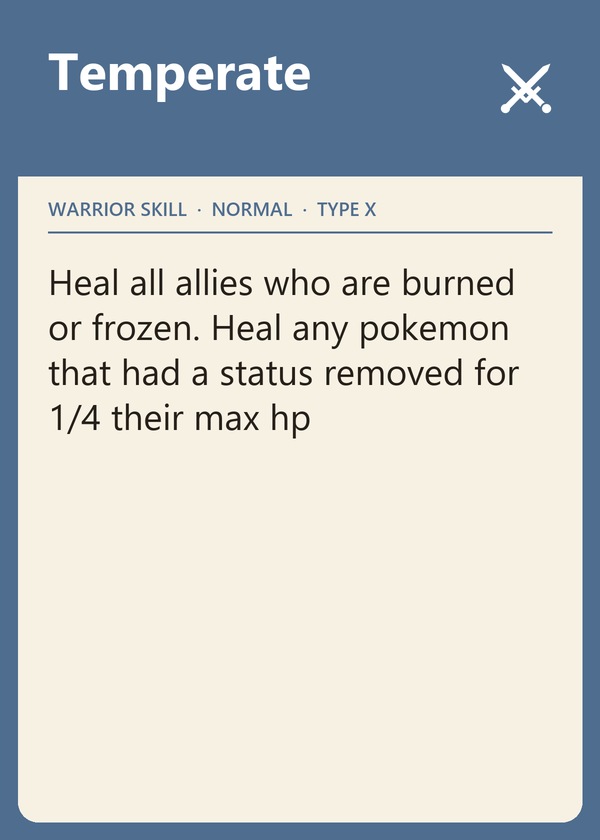 Temperate
WARRIOR SKILL · NORMAL · TYPE X
Heal all allies who are burned
or frozen. Heal any pokemon
that had a status removed for
1/4 their max hp